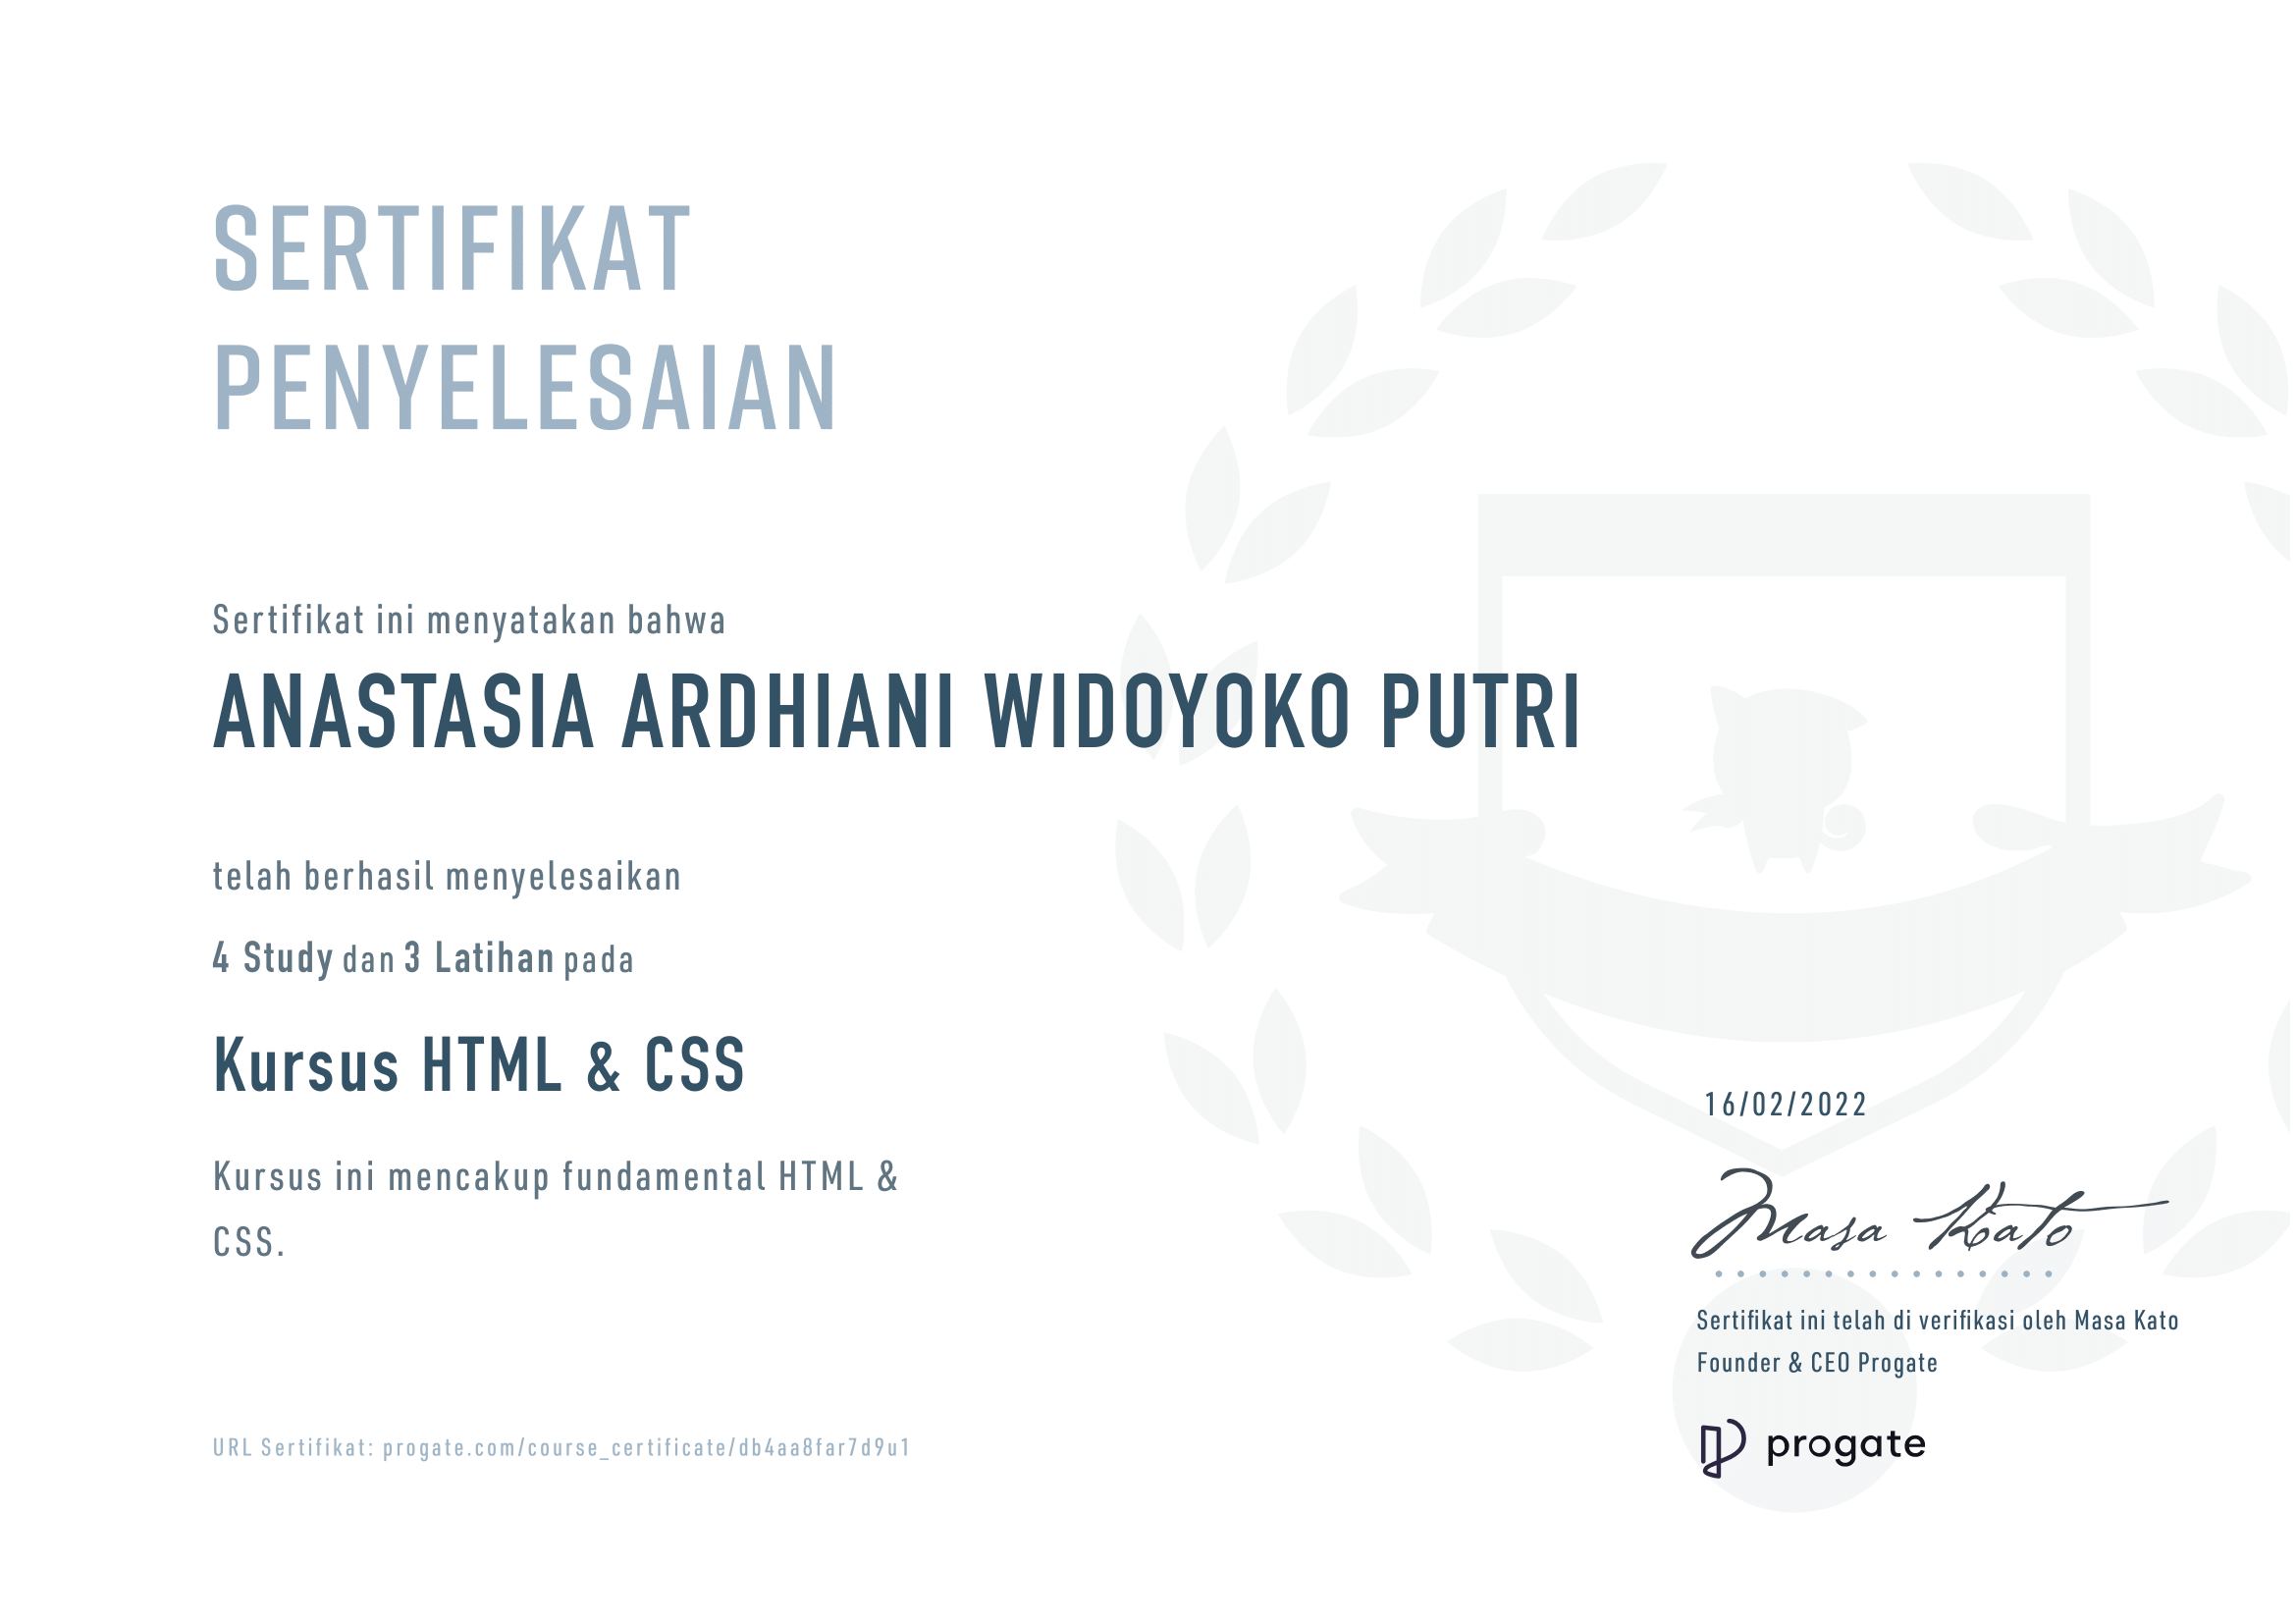 SERTIFIKAT
PENYELESAIAN
Sertifikat ini menyatakan bahwa
ANASTASIA ARDHIANI WIDOYOKO PUTRI
telah berhasil menyelesaikan
4 Study dan 3 Latihan pada
Kursus HTML & CSS
Kursus ini mencakup fundamental HTML &
CSS.
16/02/2022
Masa Kato
Sertifikat ini telah di verifikasi oleh Masa Kato
Founder & CEO Progate
progate
URL Sertifikat: progate.com/course_certificate/db4aa8far7d9u1